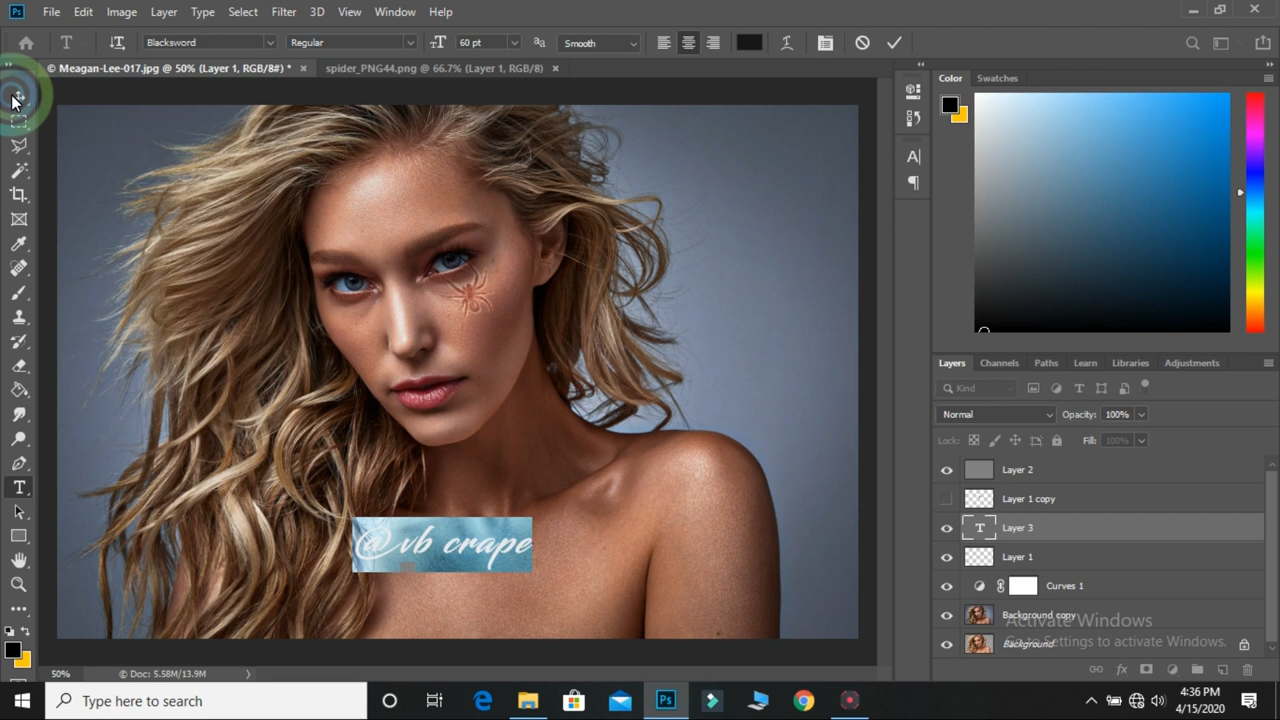 Ps File Edit Image Layer Type Select Filter 3D View Window Help
T Blacksword Regular 60 pt Smooth
© Meagan-Lee-017.jpg @ 50% (Layer 1, RGB/8#) * × spider_PNG44.png @ 66.7% (Layer 1, RGB/8) ×
Color Swatches
@vb crape
Layers Channels Paths Learn Libraries Adjustments
Kind
Normal Opacity: 100%
Lock: Fill: 100%
Layer 2
Layer 1 copy
T Layer 3
Layer 1
Curves 1
Background copy
Background
Activate Windows
Go to Settings to activate Windows.
50% © Doc: 5.58M/13.9M
Type here to search
Ps
4:36 PM
4/15/2020